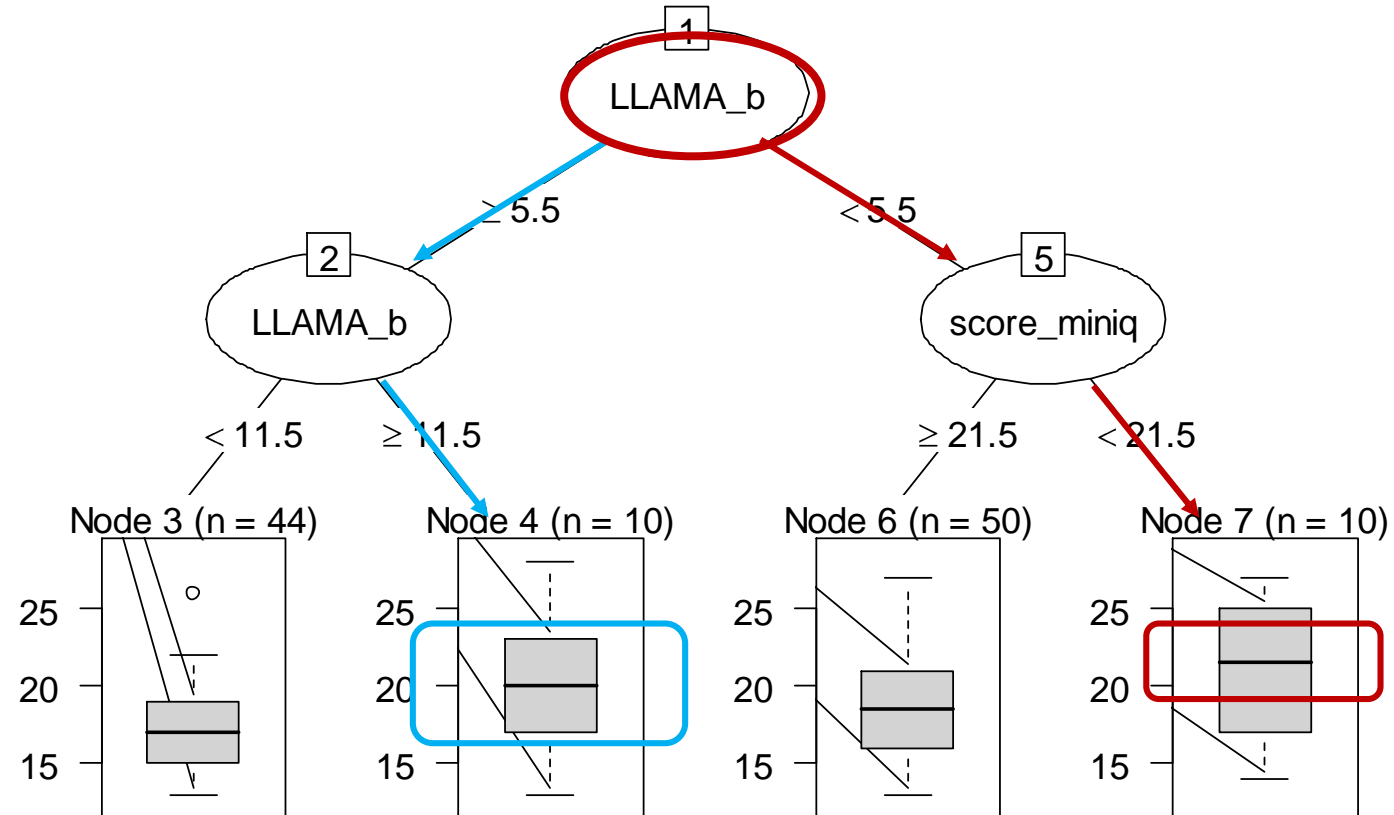 1
LLAMA_b
≥ 5.5
< 5.5
2
LLAMA_b
5
score_miniq
< 11.5
≥ 11.5
≥ 21.5
< 21.5
Node 3 (n = 44)
Node 4 (n = 10)
Node 6 (n = 50)
Node 7 (n = 10)
25 25 25 25
20 20 20 20
15 15 15 15